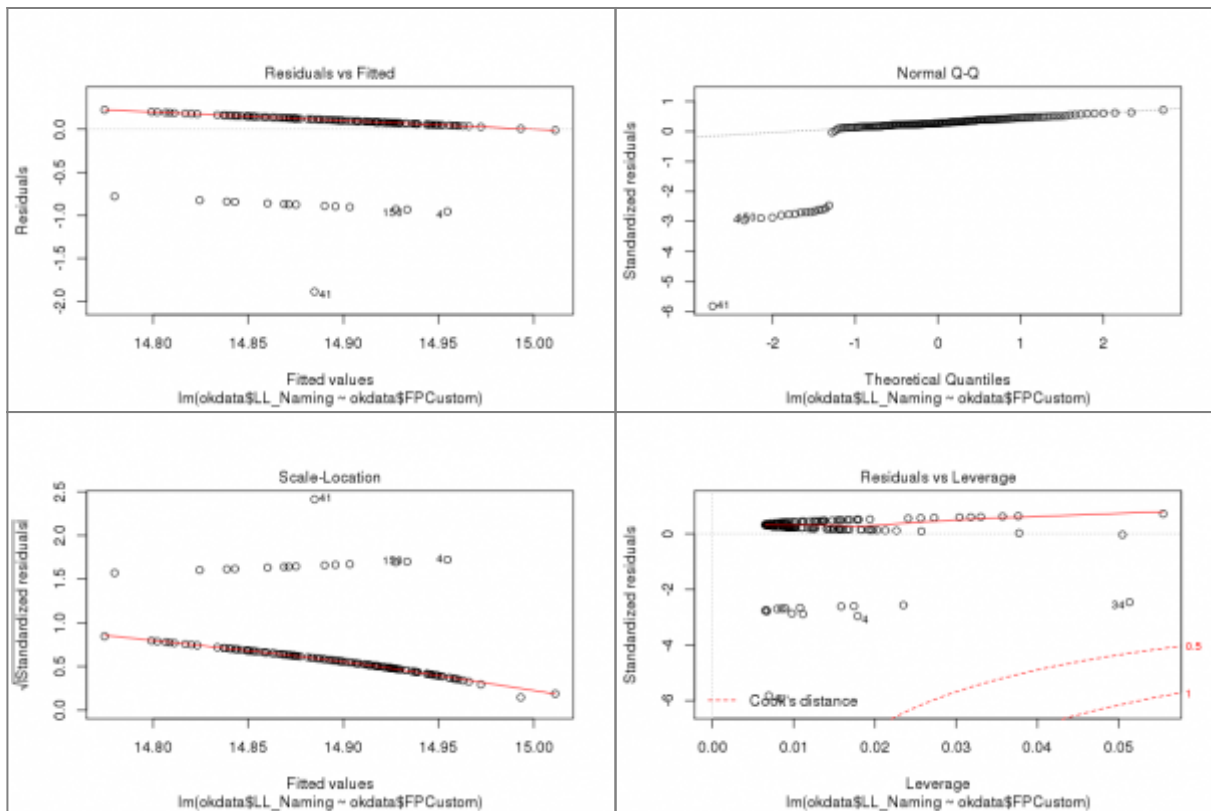 Residuals vs Fitted
Residuals
0.0
-0.5
-1.0
-1.5
-2.0
4
41
14.80 14.85 14.90 14.95 15.00
Fitted values
lm(okdata$LL_Naming ~ okdata$FPCustom)
Normal Q-Q
Standardized residuals
1
0
-1
-2
-3
-4
-5
-6
41
-2 -1 0 1 2
Theoretical Quantiles
lm(okdata$LL_Naming ~ okdata$FPCustom)
Scale-Location
√|Standardized residuals|
2.5
2.0
1.5
1.0
0.5
0.0
41
4
14.80 14.85 14.90 14.95 15.00
Fitted values
lm(okdata$LL_Naming ~ okdata$FPCustom)
Residuals vs Leverage
Standardized residuals
0
-2
-4
-6
4
34
0.5
1
Cook's distance
0.00 0.01 0.02 0.03 0.04 0.05
Leverage
lm(okdata$LL_Naming ~ okdata$FPCustom)